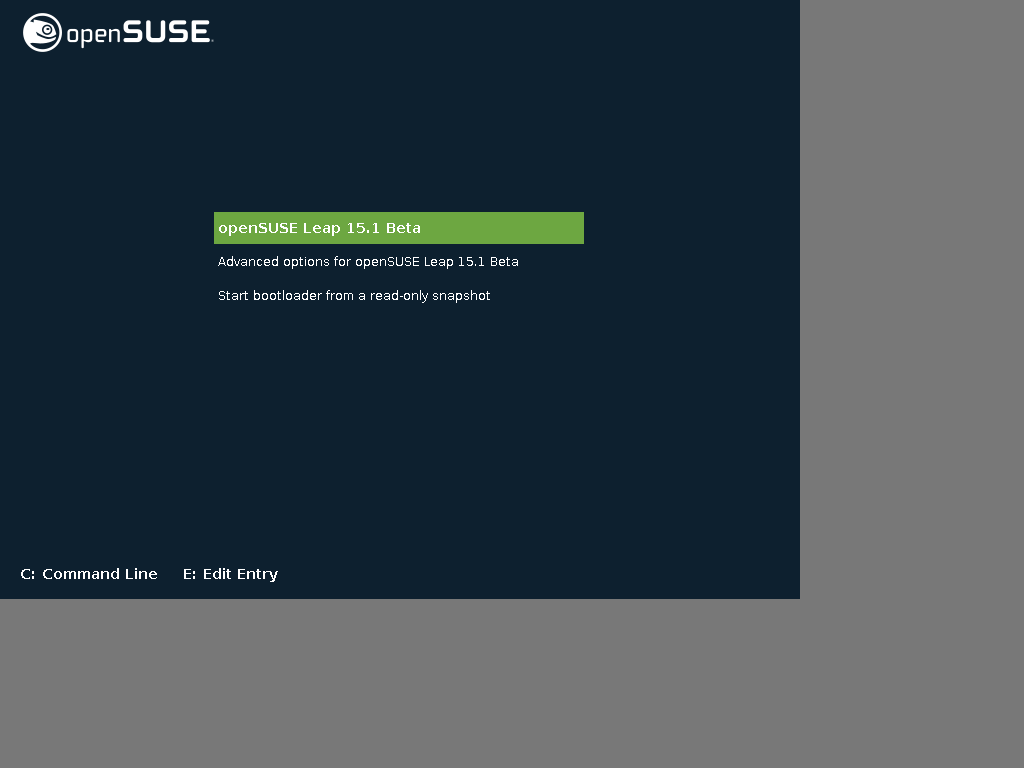 openSUSE
openSUSE Leap 15.1 Beta
Advanced options for openSUSE Leap 15.1 Beta
Start bootloader from a read-only snapshot
C: Command Line E: Edit Entry